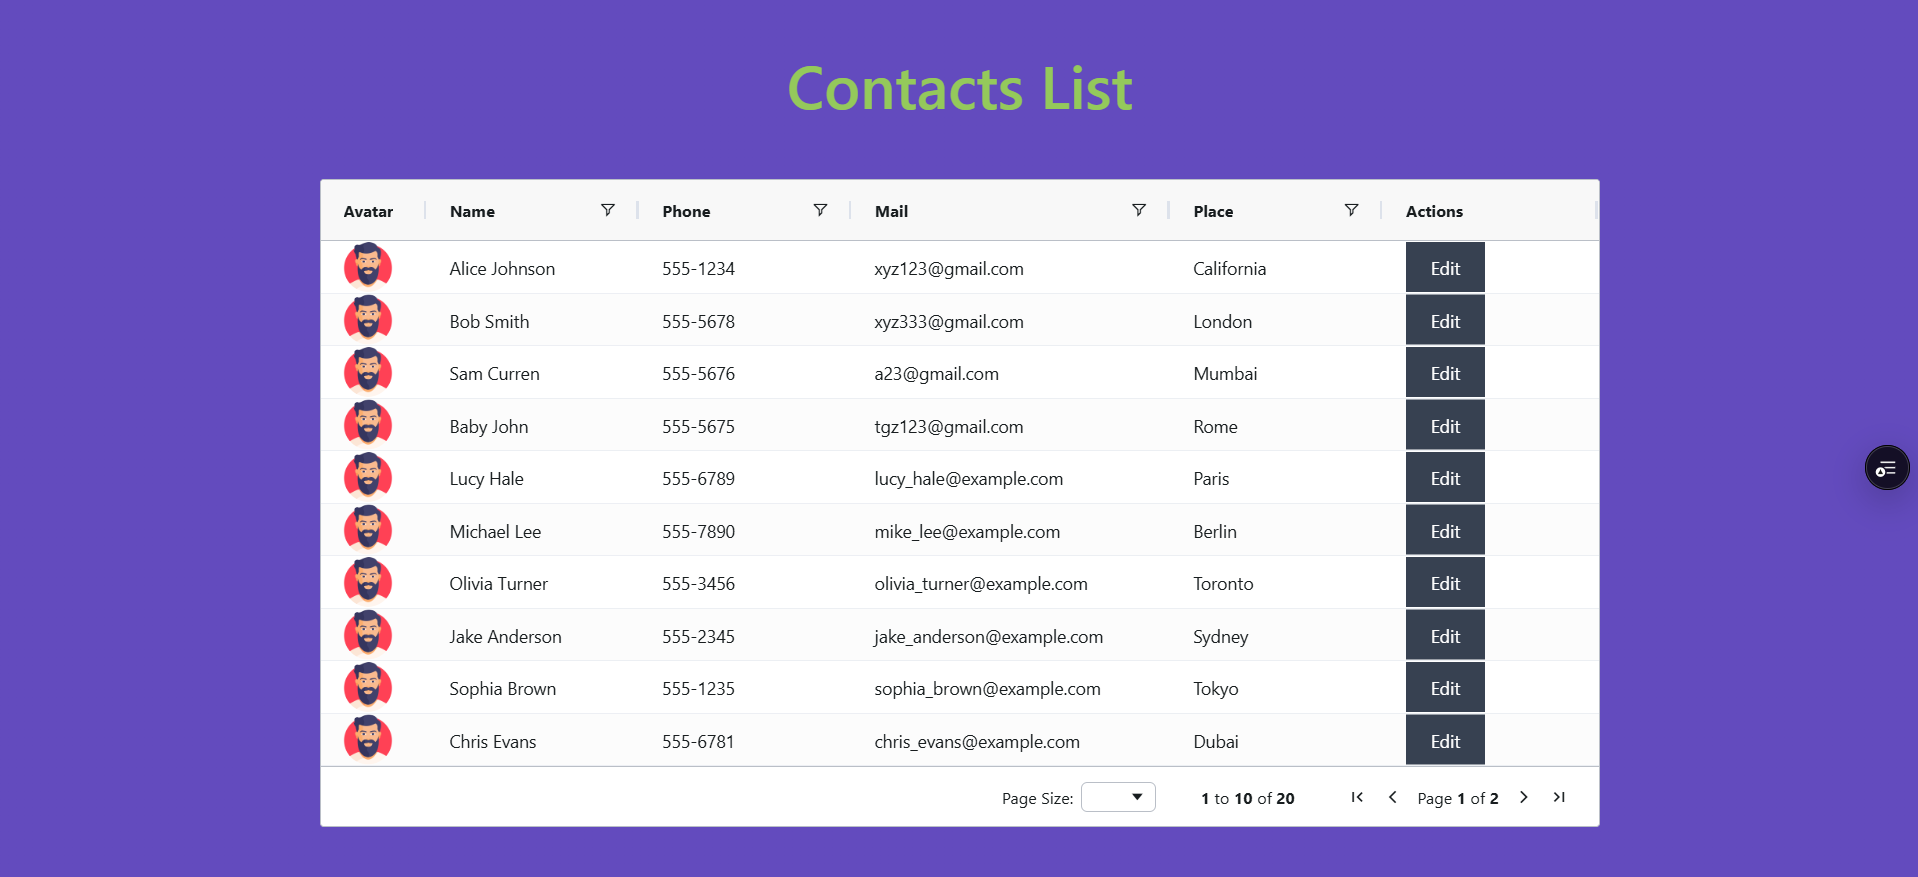 Contacts List
Avatar Name Phone Mail Place Actions
Alice Johnson 555-1234 xyz123@gmail.com California Edit
Bob Smith 555-5678 xyz333@gmail.com London Edit
Sam Curren 555-5676 a23@gmail.com Mumbai Edit
Baby John 555-5675 tgz123@gmail.com Rome Edit
Lucy Hale 555-6789 lucy_hale@example.com Paris Edit
Michael Lee 555-7890 mike_lee@example.com Berlin Edit
Olivia Turner 555-3456 olivia_turner@example.com Toronto Edit
Jake Anderson 555-2345 jake_anderson@example.com Sydney Edit
Sophia Brown 555-1235 sophia_brown@example.com Tokyo Edit
Chris Evans 555-6781 chris_evans@example.com Dubai Edit
Page Size: 1 to 10 of 20 Page 1 of 2